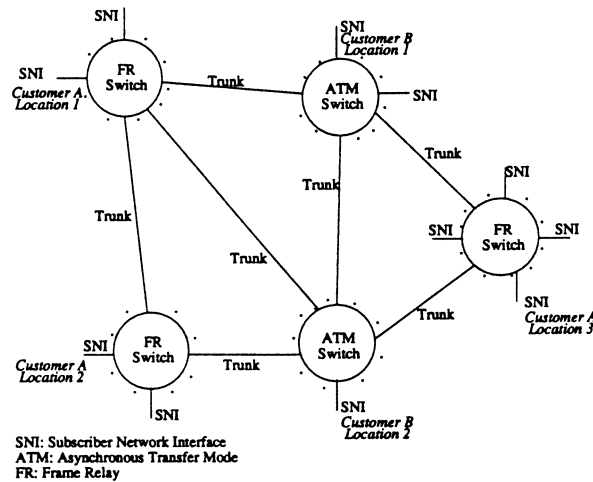 SNI
SNI
Customer B
Location 1
SNI
FR
Switch
Customer A
Location 1
Trunk
ATM
Switch
SNI
Trunk
SNI
Trunk
Trunk
SNI
FR
Switch
SNI
Trunk
SNI
Customer A
Location 3
SNI
FR
Switch
Customer A
Location 2
Trunk
ATM
Switch
Trunk
SNI
SNI
Customer B
Location 2
SNI: Subscriber Network Interface
ATM: Asynchronous Transfer Mode
FR: Frame Relay